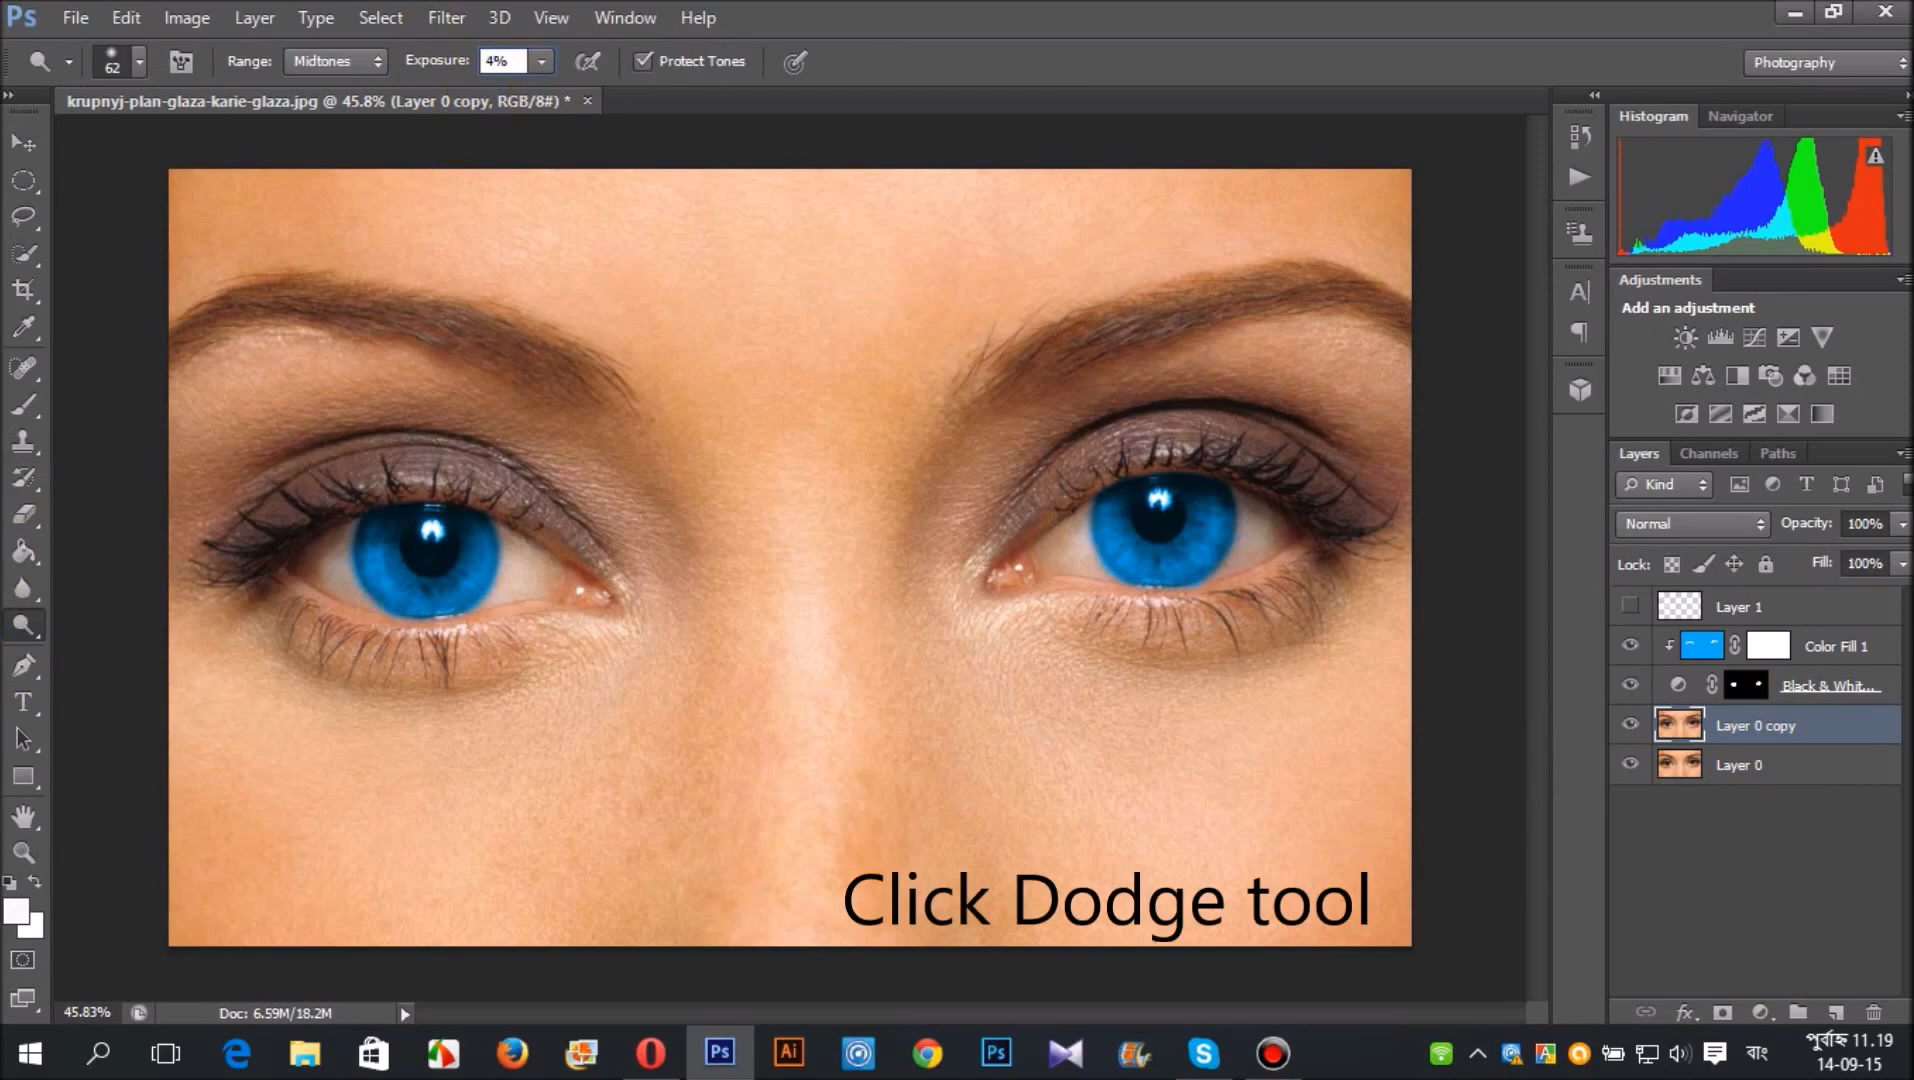 Ps File Edit Image Layer Type Select Filter 3D View Window Help
62 Range: Midtones Exposure: 4% Protect Tones Photography
krupnyj-plan-glaza-karie-glaza.jpg @ 45.8% (Layer 0 copy, RGB/8#) * ×
Histogram Navigator
Adjustments
Add an adjustment
Layers Channels Paths
Kind
Normal Opacity: 100%
Lock: Fill: 100%
Layer 1
Color Fill 1
Black & Whit...
Layer 0 copy
Layer 0
Click Dodge tool
45.83% Doc: 6.59M/18.2M
Ps Ai Ps বাং
পূর্বাহ্ন 11.19
14-09-15